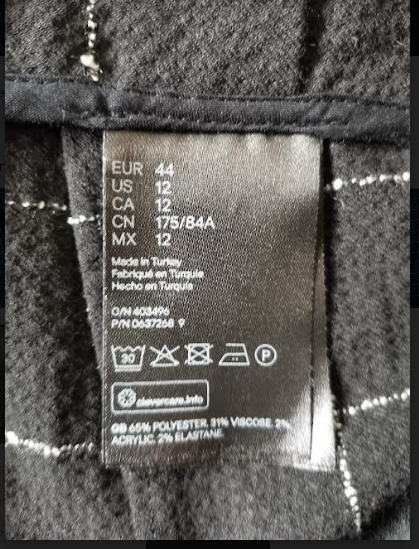 EUR 44
US 12
CA 12
CN 175/84A
MX 12
Made in Turkey
Fabriqué en Turquie
Hecho en Turquía
O/N 403496
P/N 0637268 9
30 P
clevercare.info
GB 65% POLYESTER. 31% VISCOSE. 2%
ACRYLIC. 2% ELASTANE.